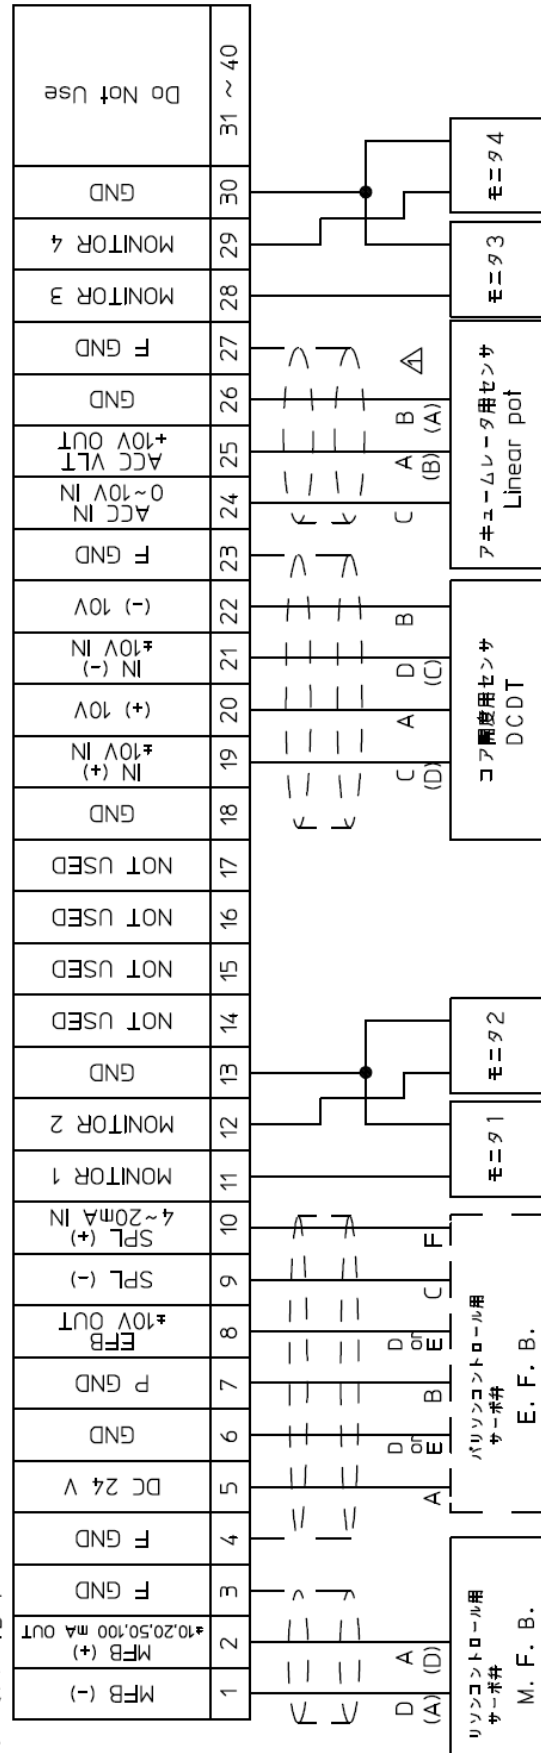 Do Not Use
31 ~ 40
GND
30
MONITOR 4
29
MONITOR 3
28
F GND
27
GND
26
ACC VLT
+10V OUT
25
ACC IN
0~10V IN
24
F GND
23
(-) 10V
22
IN (-)
±10V IN
21
(+) 10V
20
IN (+)
±10V IN
19
GND
18
NOT USED
17
NOT USED
16
NOT USED
15
NOT USED
14
GND
13
MONITOR 2
12
MONITOR 1
11
SPL (+)
4~20mA IN
10
SPL (-)
9
EFB
±10V OUT
8
P GND
7
GND
6
DC 24 V
5
F GND
4
F GND
3
MFB (+)
±10,20,50,100 mA OUT
2
MFB (-)
1
モニタ4
モニタ3
アキュームレータ用センサ
Linear pot
1
B
(A)
A
(B)
C
コア開度用センサ
DCDT
B
D
(C)
A
C
(D)
モニタ2
モニタ1
パリソンコントロール用
サーボ弁
E. F. B.
F
C
D
or
E
B
D
or
E
A
リソンコントロール用
サーボ弁
M. F. B.
A
(D)
D
(A)